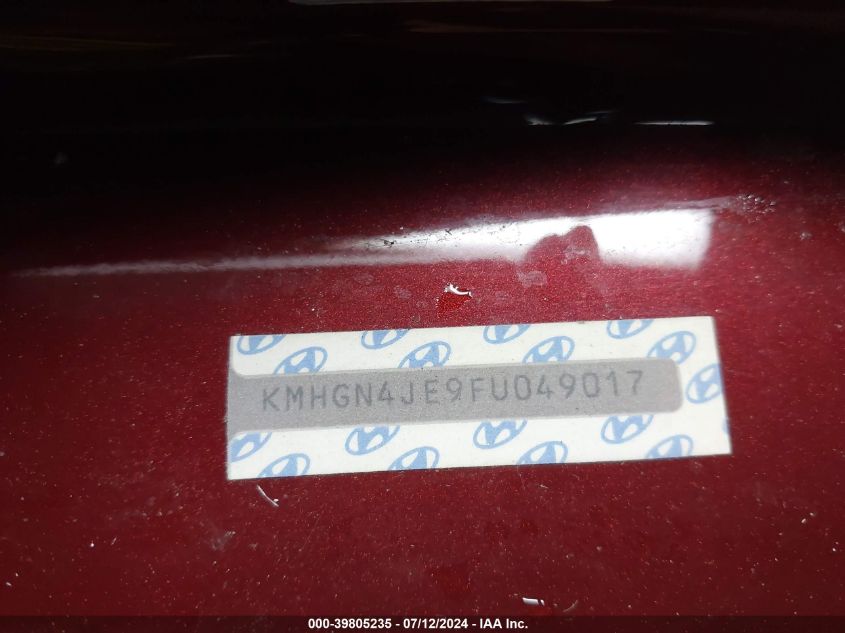 KMHGN4JE9FU049017
000-39805235 - 07/12/2024 - IAA Inc.